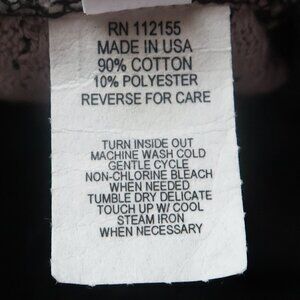 RN 112155
MADE IN USA
90% COTTON
10% POLYESTER
REVERSE FOR CARE
TURN INSIDE OUT
MACHINE WASH COLD
GENTLE CYCLE
NON-CHLORINE BLEACH
WHEN NEEDED
TUMBLE DRY DELICATE
TOUCH UP W/ COOL
STEAM IRON
WHEN NECESSARY